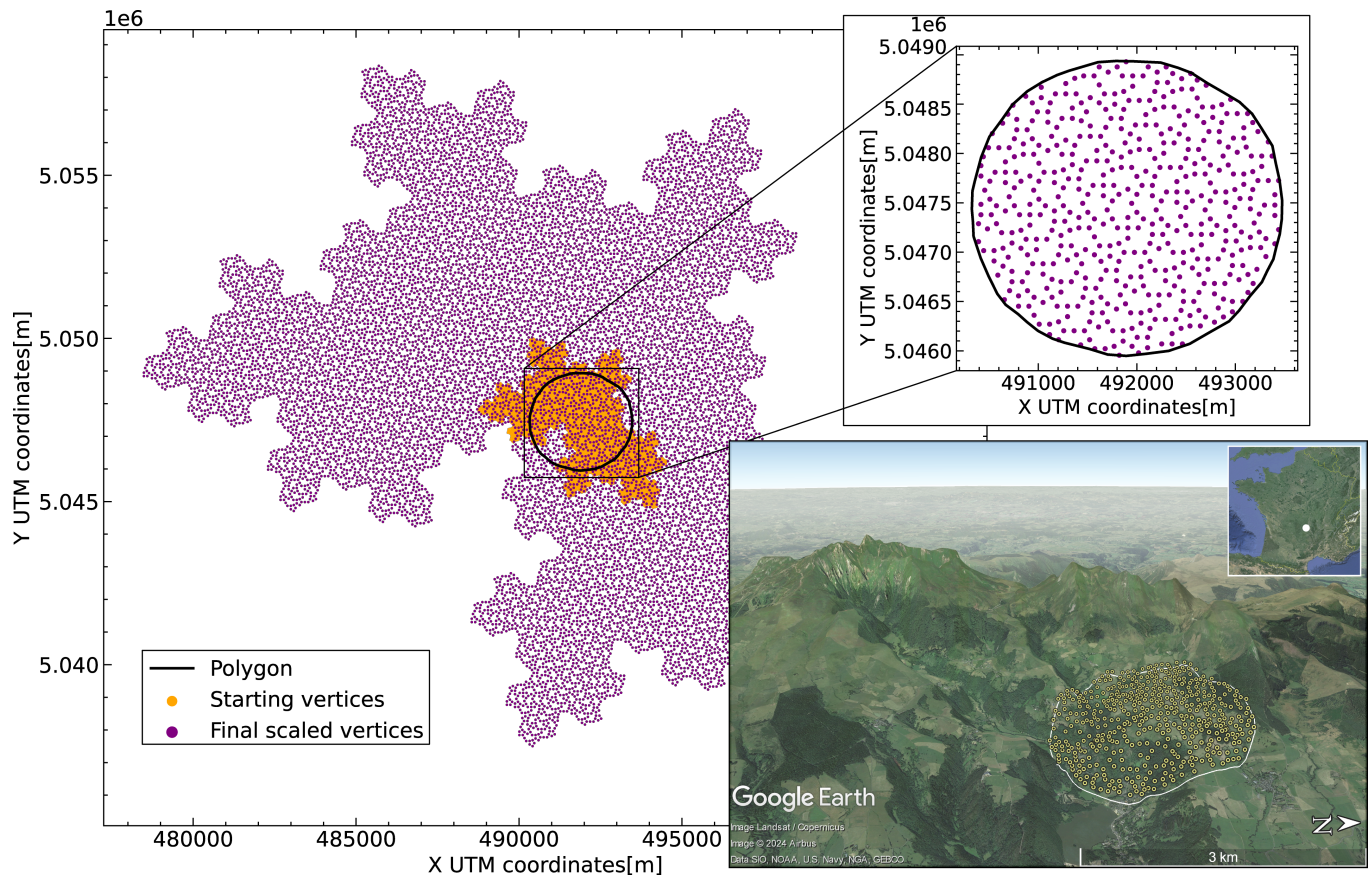 1e6
5.055
5.050
5.045
5.040
Y UTM coordinates[m]
480000
485000
490000
495000
X UTM coordinates[m]
Polygon
Starting vertices
Final scaled vertices
1e6
5.0490
5.0485
5.0480
5.0475
5.0470
5.0465
5.0460
Y UTM coordinates[m]
491000
492000
493000
X UTM coordinates[m]
Google Earth
Image Landsat / Copernicus
Image © 2024 Airbus
Data SIO, NOAA, U.S. Navy, NGA, GEBCO
N
3 km